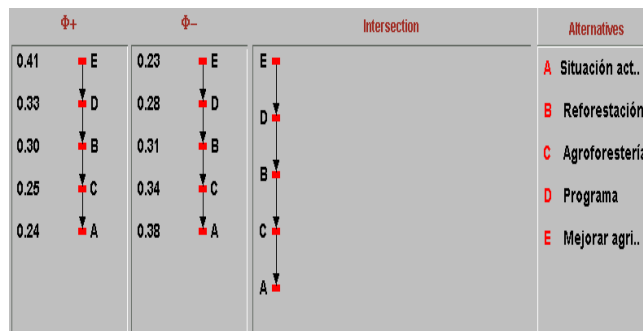 Φ+ Φ− Intersection Alternatives
0.41 E 0.23 E E A Situación act..
0.33 D 0.28 D D B Reforestación
0.30 B 0.31 B B C Agroforestería
0.25 C 0.34 C C D Programa
0.24 A 0.38 A A E Mejorar agri..